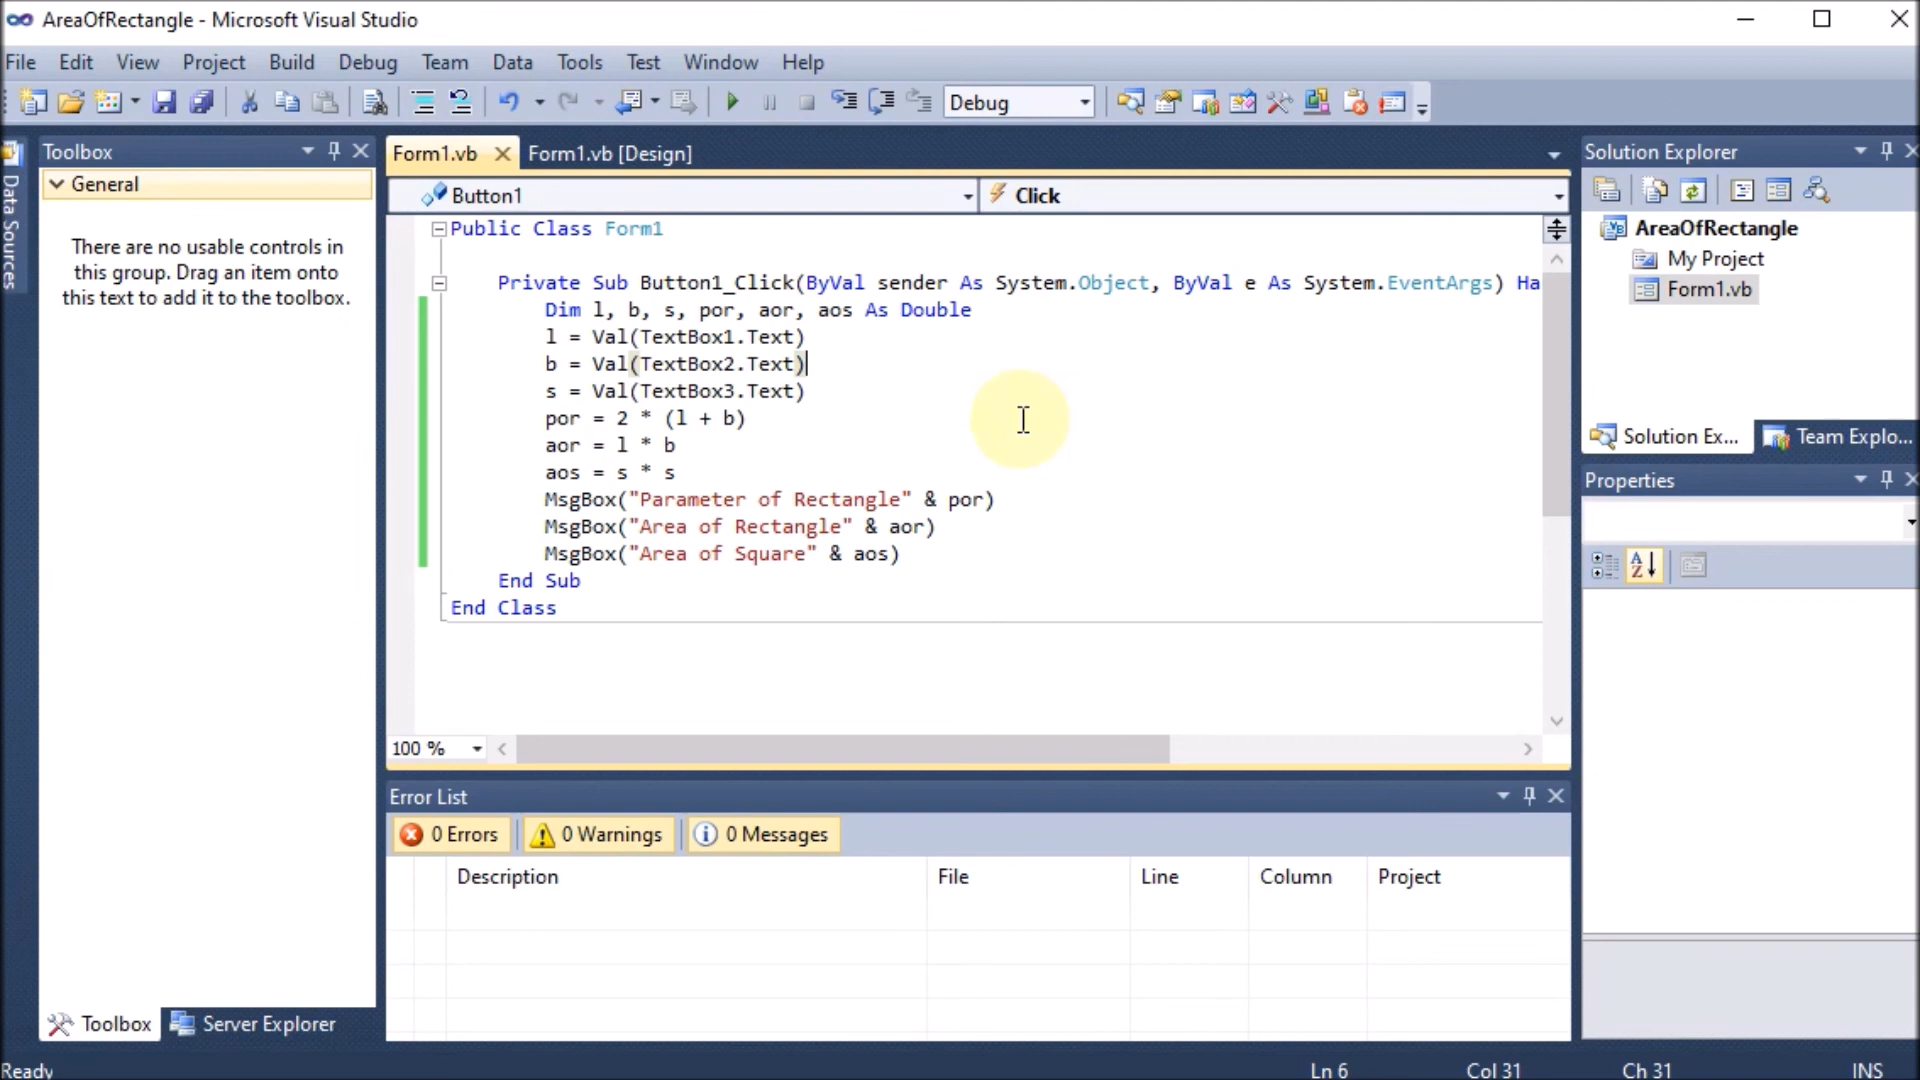 AreaOfRectangle - Microsoft Visual Studio
File Edit View Project Build Debug Team Data Tools Test Window Help
Debug
Data Sources
Toolbox
General
There are no usable controls in
this group. Drag an item onto
this text to add it to the toolbox.
Toolbox Server Explorer
Form1.vb Form1.vb [Design]
Button1 Click
Public Class Form1
Private Sub Button1_Click(ByVal sender As System.Object, ByVal e As System.EventArgs) Ha
Dim l, b, s, por, aor, aos As Double
l = Val(TextBox1.Text)
b = Val(TextBox2.Text)
s = Val(TextBox3.Text)
por = 2 * (l + b)
aor = l * b
aos = s * s
MsgBox("Parameter of Rectangle" & por)
MsgBox("Area of Rectangle" & aor)
MsgBox("Area of Square" & aos)
End Sub
End Class
100 %
Error List
0 Errors 0 Warnings 0 Messages
Description File Line Column Project
Solution Explorer
AreaOfRectangle
My Project
Form1.vb
Solution Ex... Team Explo...
Properties
Ready Ln 6 Col 31 Ch 31 INS